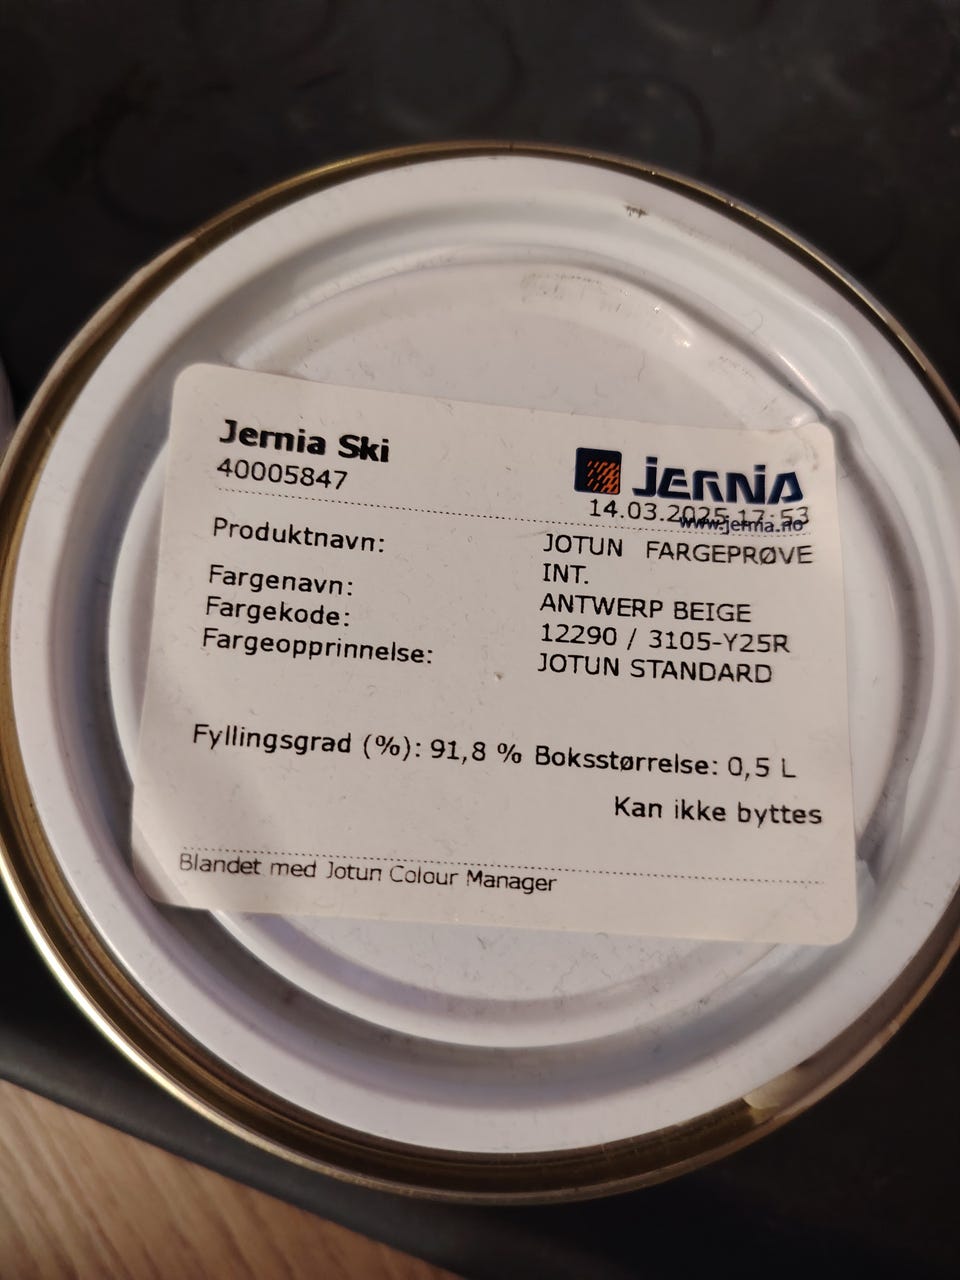 Jernia Ski
40005847
JERNIA
14.03.2025 17:53
www.jernia.no
Produktnavn: JOTUN FARGEPRØVE
INT.
Fargenavn: ANTWERP BEIGE
Fargekode: 12290 / 3105-Y25R
Fargeopprinnelse: JOTUN STANDARD
Fyllingsgrad (%): 91,8 % Boksstørrelse: 0,5 L
Kan ikke byttes
Blandet med Jotun Colour Manager